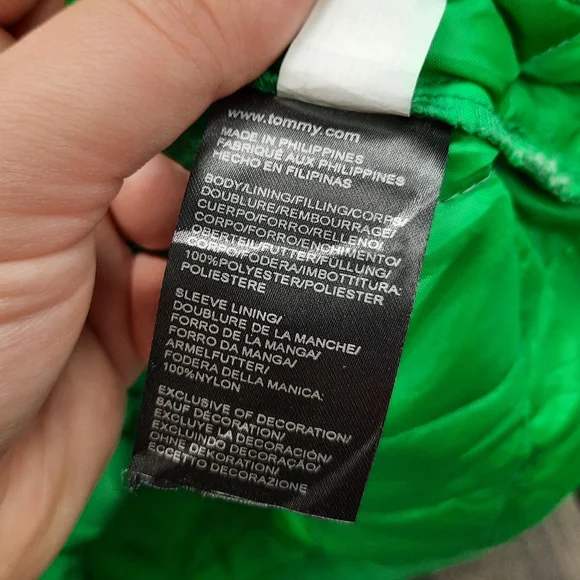 www.tommy.com
MADE IN PHILIPPINES
FABRIQUÉ AUX PHILIPPINES
HECHO EN FILIPINAS
BODY/LINING/FILLING/CORPS/
DOUBLURE/REMBOURRAGE/
CUERPO/FORRO/RELLENO/
CORPO/FORRO/ENCHIMENTO/
OBERTEIL/FUTTER/FÜLLUNG/
CORPO/FODERA/IMBOTTITURA:
100%POLYESTER/POLIESTER
POLIESTERE
SLEEVE LINING/
DOUBLURE DE LA MANCHE/
FORRO DE LA MANGA/
FORRO DA MANGA/
ARMELFUTTER/
FODERA DELLA MANICA:
100%NYLON
EXCLUSIVE OF DECORATION/
SAUF DÉCORATION/
EXCLUYE LA DECORACIÓN/
EXCLUINDO DECORAÇÃO/
OHNE DEKORATION/
ECCETTO DECORAZIONE